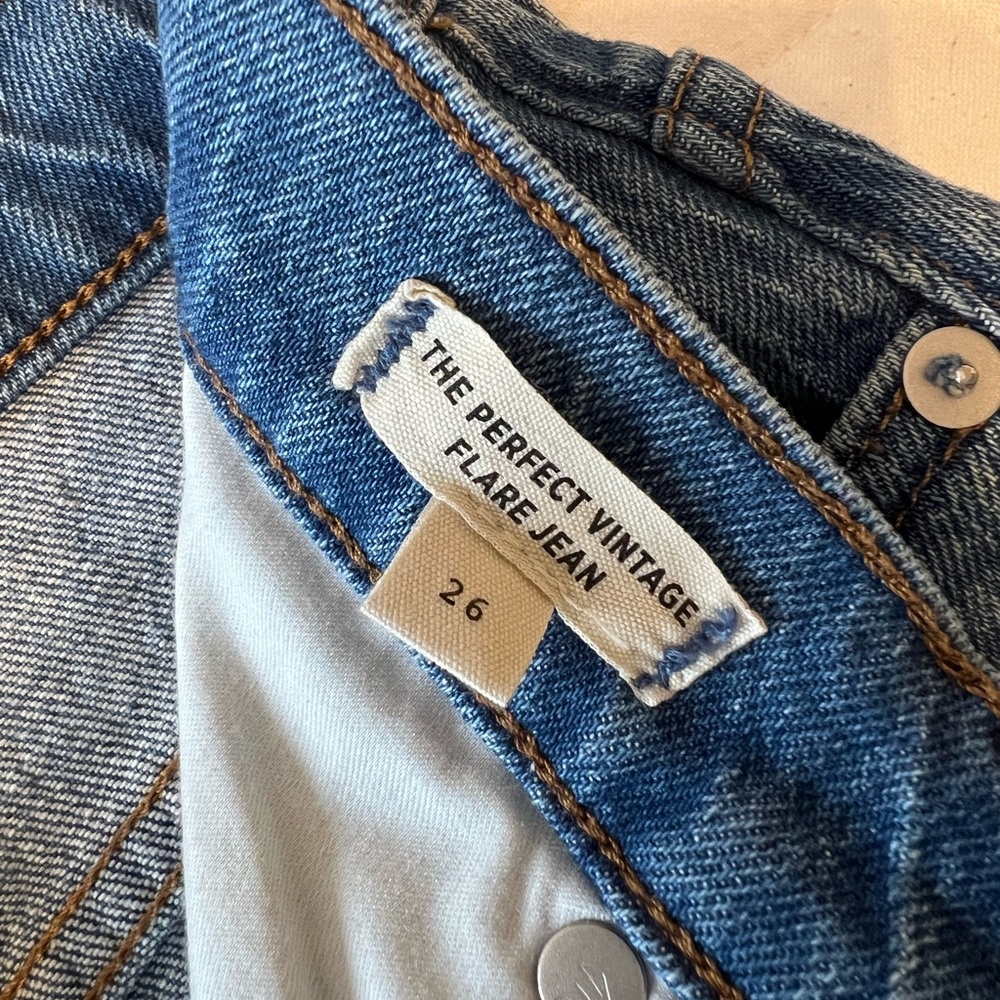 THE PERFECT VINTAGE
FLARE JEAN
26